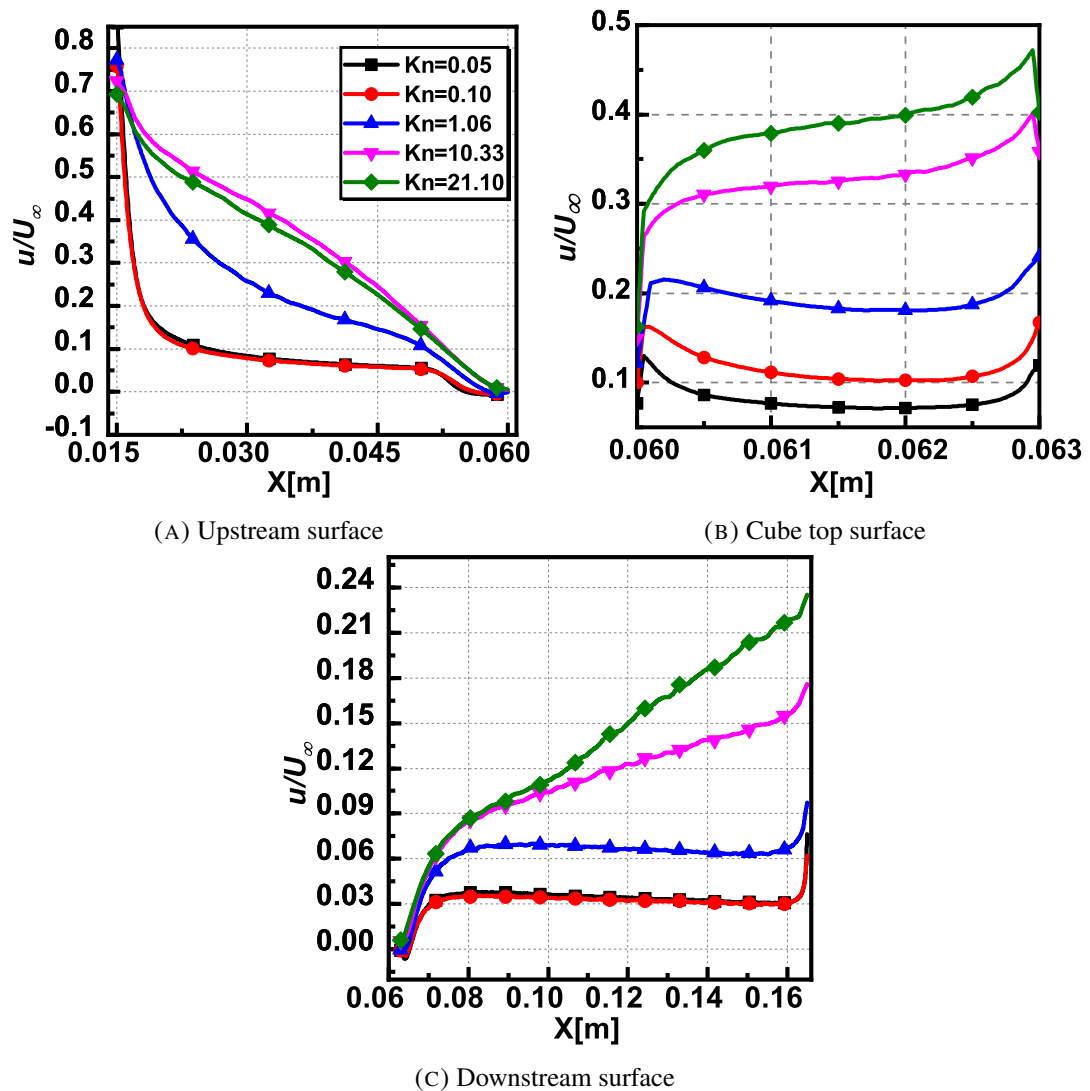 0.8
0.7
0.6
0.5
0.4
0.3
0.2
0.1
0.0
-0.1
u/U∞
Kn=0.05
Kn=0.10
Kn=1.06
Kn=10.33
Kn=21.10
0.015 0.030 0.045 0.060
X[m]
(A) Upstream surface
0.5
0.4
0.3
0.2
0.1
u/U∞
0.060 0.061 0.062 0.063
X[m]
(B) Cube top surface
0.24
0.21
0.18
0.15
0.12
0.09
0.06
0.03
0.00
u/U∞
0.06 0.08 0.10 0.12 0.14 0.16
X[m]
(C) Downstream surface